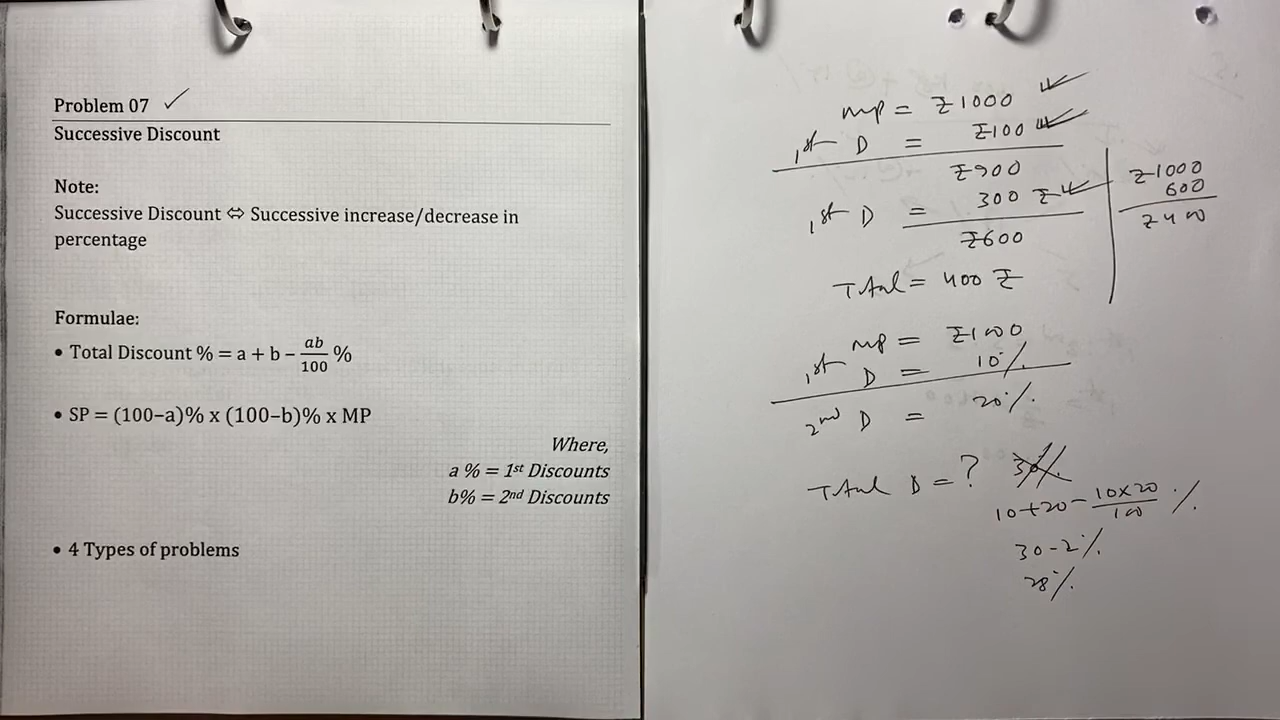 Problem 07 ✓
Successive Discount
Note:
Successive Discount ⇔ Successive increase/decrease in
percentage
Formulae:
• Total Discount % = a + b − ab/100 %
• SP = (100−a)% x (100−b)% x MP
Where,
a % = 1st Discounts
b% = 2nd Discounts
• 4 Types of problems
mp = ₹1000
1st D = ₹100
₹900
1st D = 300 ₹
₹600
Total = 400 ₹
₹1000
600
₹400
mp = ₹100
1st D = 10%
2nd D = 20%
Total D = ? 30%
10+20 − 10×20/100 %
30-2%
28%